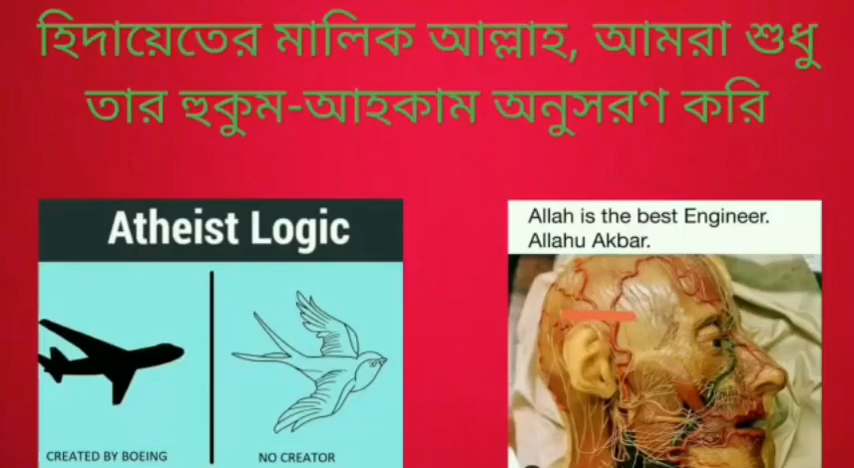 হিদায়েতের মালিক আল্লাহ, আমরা শুধু
তার হুকুম-আহকাম অনুসরণ করি
Atheist Logic
CREATED BY BOEING
NO CREATOR
Allah is the best Engineer.
Allahu Akbar.